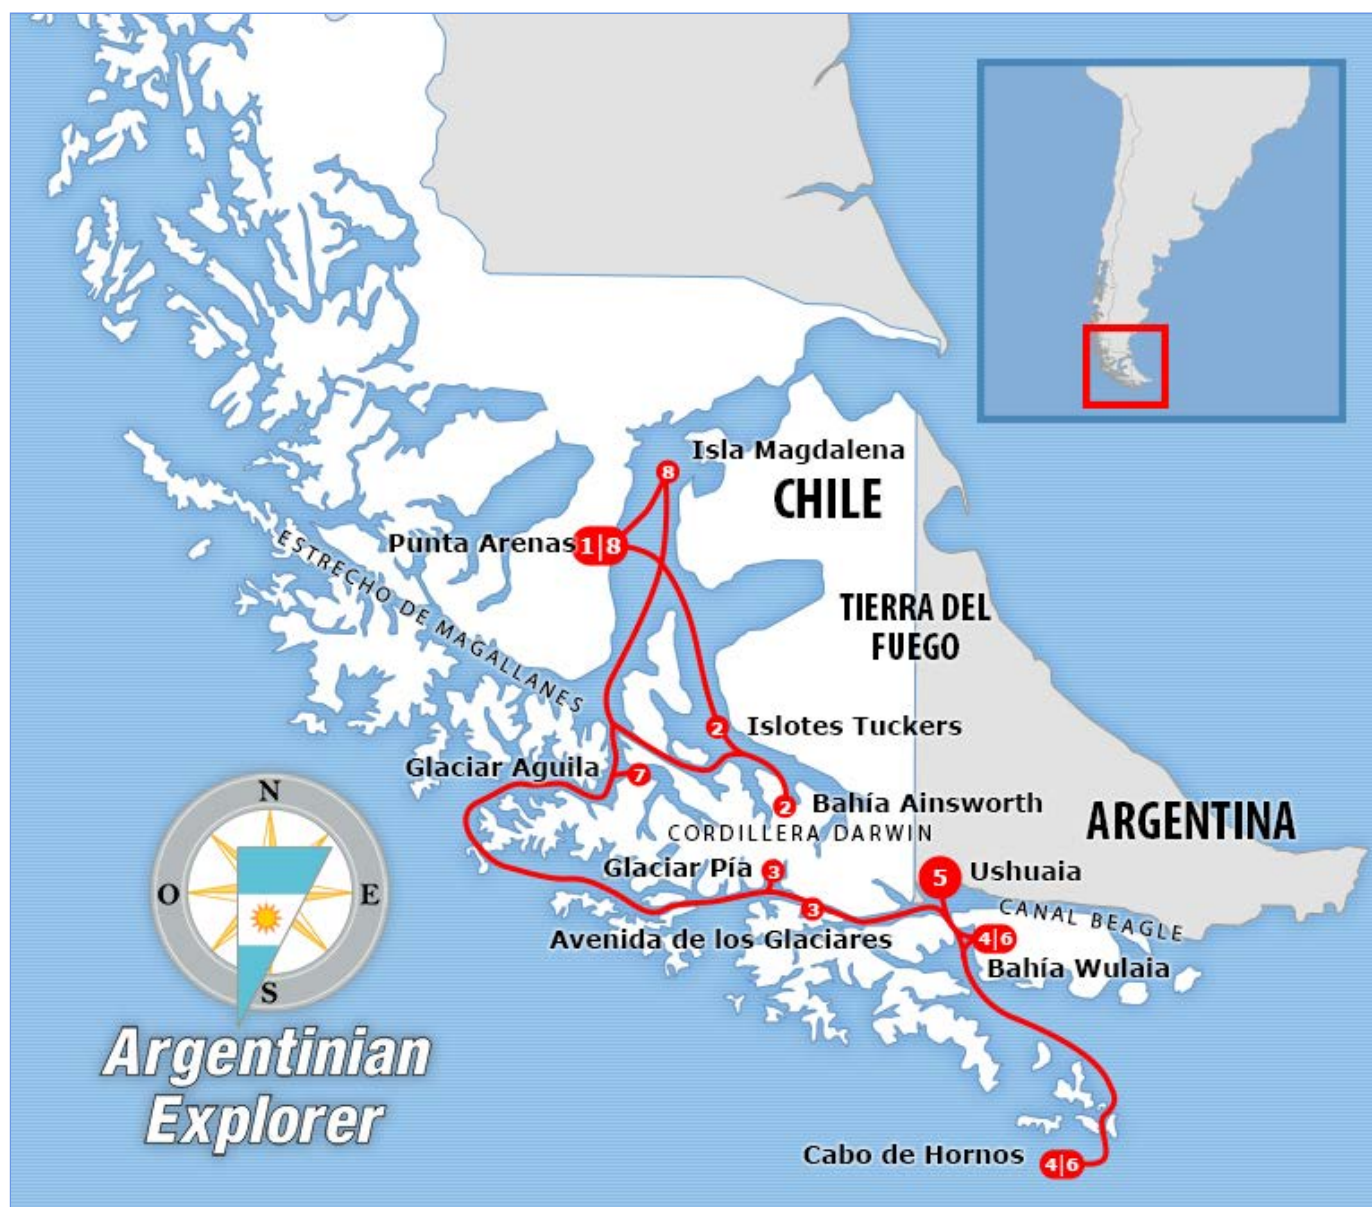 Isla Magdalena
8
CHILE
Punta Arenas
1|8
ESTRECHO DE MAGALLANES
TIERRA DEL
FUEGO
2
Islotes Tuckers
Glaciar Aguila
7
2
Bahía Ainsworth
CORDILLERA DARWIN
ARGENTINA
Glaciar Pía
3
5
Ushuaia
3
CANAL BEAGLE
Avenida de los Glaciares
4|6
Bahía Wulaia
N
O
E
S
Argentinian
Explorer
Cabo de Hornos
4|6